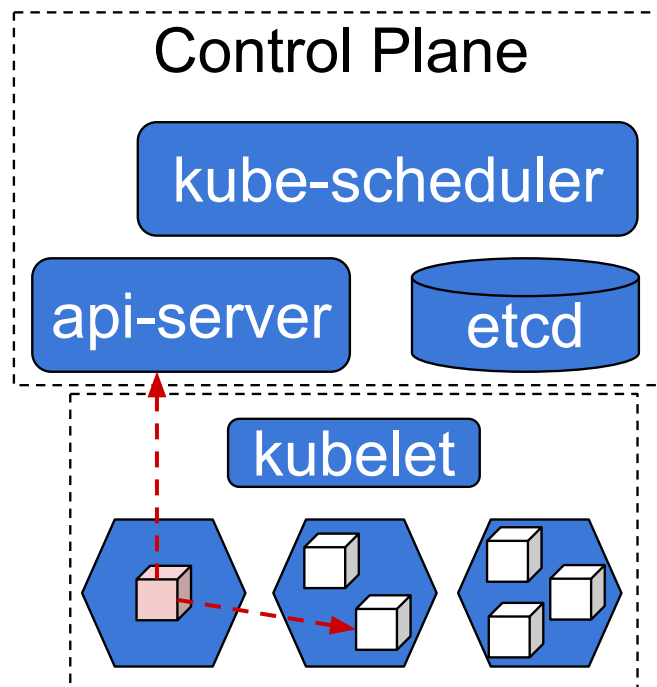 Control Plane
kube-scheduler
api-server
etcd
kubelet